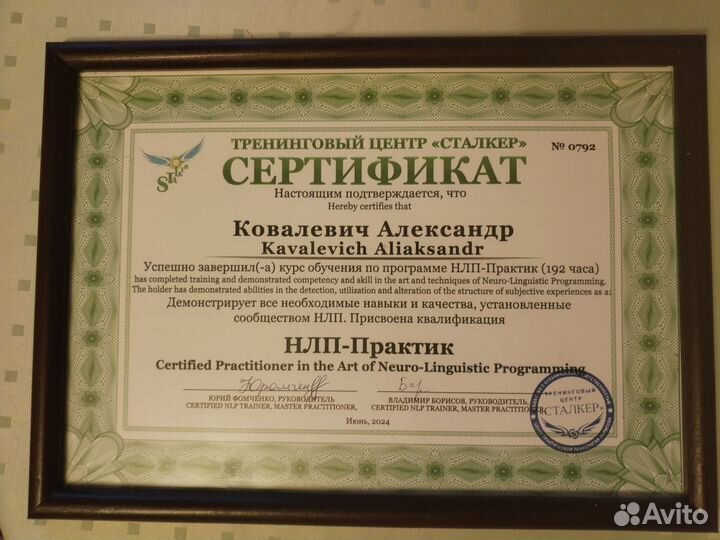 STALKER
ТРЕНИНГОВЫЙ ЦЕНТР «СТАЛКЕР»
№ 0792
СЕРТИФИКАТ
Настоящим подтверждается, что
Hereby certifies that
Ковалевич Александр
Kavalevich Aliaksandr
Успешно завершил(-а) курс обучения по программе НЛП-Практик (192 часа)
has completed training and demonstrated competency and skill in the art and techniques of Neuro-Linguistic Programming.
The holder has demonstrated abilities in the detection, utilization and alteration of the structure of subjective experiences as a:
Демонстрирует все необходимые навыки и качества, установленные
сообществом НЛП. Присвоена квалификация
НЛП-Практик
Certified Practitioner in the Art of Neuro-Linguistic Programming
ЮРИЙ ФОМЧЕНКО, РУКОВОДИТЕЛЬ
CERTIFIED NLP TRAINER, MASTER PRACTITIONER,
ВЛАДИМИР БОРИСОВ, РУКОВОДИТЕЛЬ,
CERTIFIED NLP TRAINER, MASTER PRACTITIONER,
Июнь, 2024
ТРЕНИНГОВЫЙ
ЦЕНТР
"СТАЛКЕР"
Avito